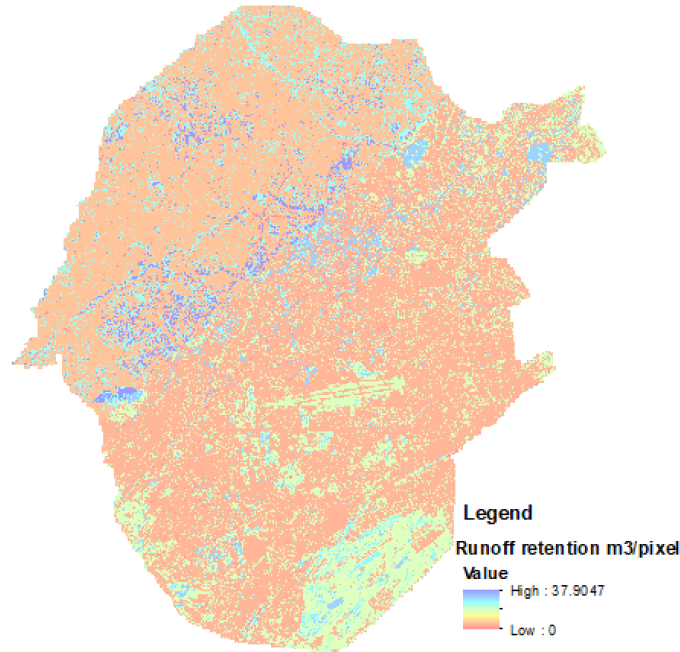 Legend
Runoff retention m3/pixel
Value
High : 37.9047
Low : 0